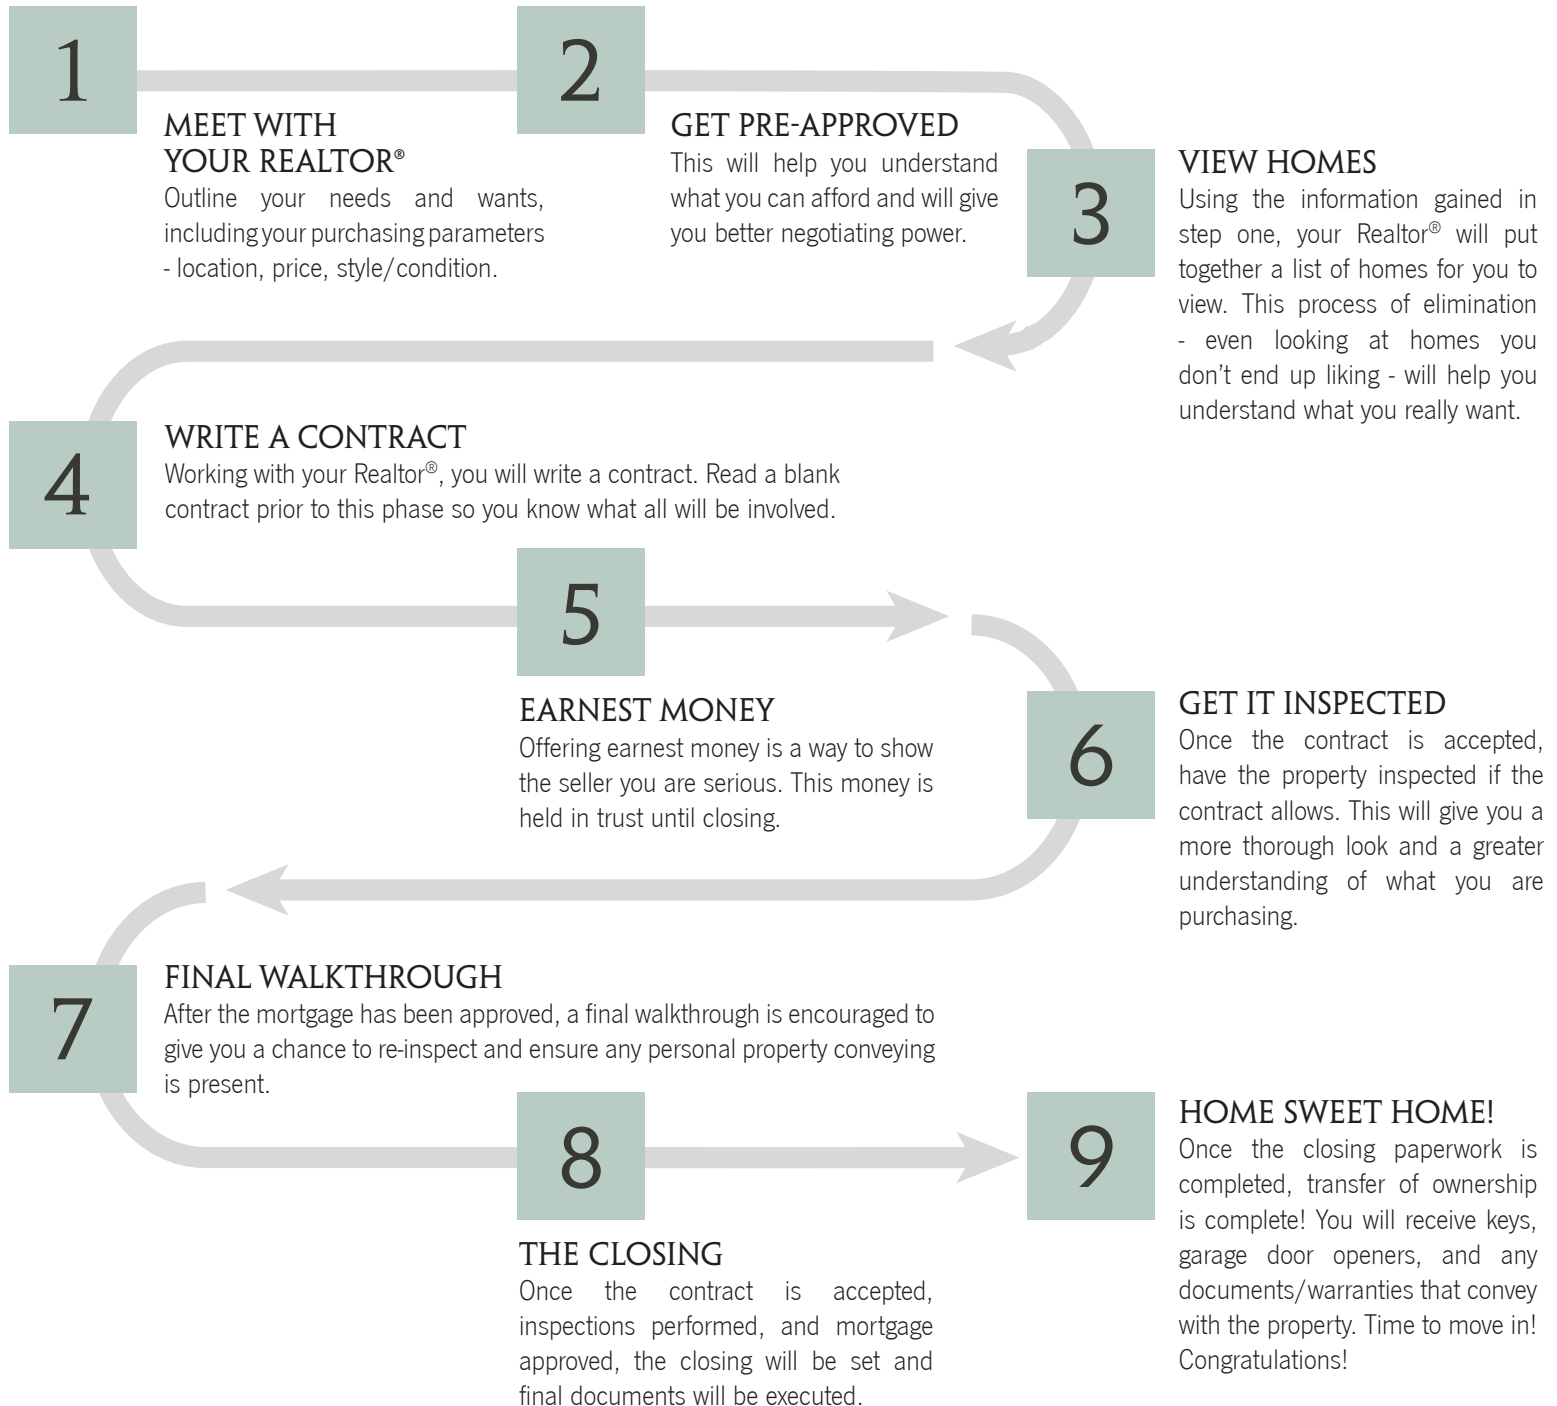 1
MEET WITH
YOUR REALTOR®
Outline your needs and wants,
including your purchasing parameters
- location, price, style/condition.
2
GET PRE-APPROVED
This will help you understand
what you can afford and will give
you better negotiating power.
3
VIEW HOMES
Using the information gained in
step one, your Realtor® will put
together a list of homes for you to
view. This process of elimination
- even looking at homes you
don’t end up liking - will help you
understand what you really want.
4
WRITE A CONTRACT
Working with your Realtor®, you will write a contract. Read a blank
contract prior to this phase so you know what all will be involved.
5
EARNEST MONEY
Offering earnest money is a way to show
the seller you are serious. This money is
held in trust until closing.
6
GET IT INSPECTED
Once the contract is accepted,
have the property inspected if the
contract allows. This will give you a
more thorough look and a greater
understanding of what you are
purchasing.
7
FINAL WALKTHROUGH
After the mortgage has been approved, a final walkthrough is encouraged to
give you a chance to re-inspect and ensure any personal property conveying
is present.
8
THE CLOSING
Once the contract is accepted,
inspections performed, and mortgage
approved, the closing will be set and
final documents will be executed.
9
HOME SWEET HOME!
Once the closing paperwork is
completed, transfer of ownership
is complete! You will receive keys,
garage door openers, and any
documents/warranties that convey
with the property. Time to move in!
Congratulations!